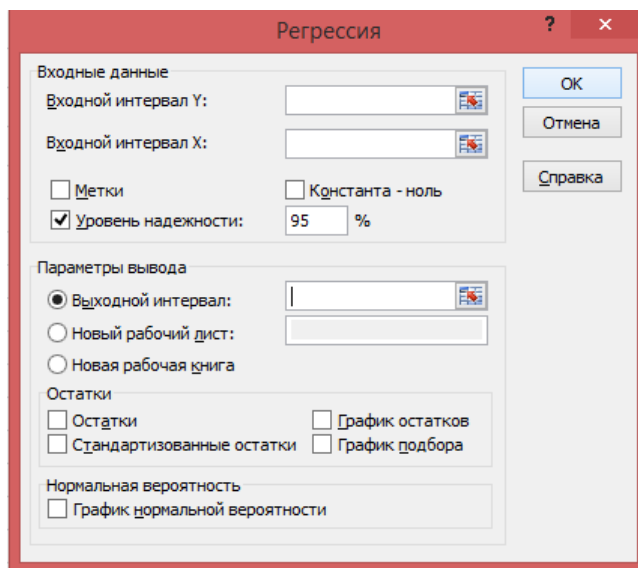 Регрессия ? ×
Входные данные
Входной интервал Y:
Входной интервал X:
Метки Константа - ноль
Уровень надежности: 95 %
OK
Отмена
Справка
Параметры вывода
Выходной интервал:
Новый рабочий лист:
Новая рабочая книга
Остатки
Остатки График остатков
Стандартизованные остатки График подбора
Нормальная вероятность
График нормальной вероятности